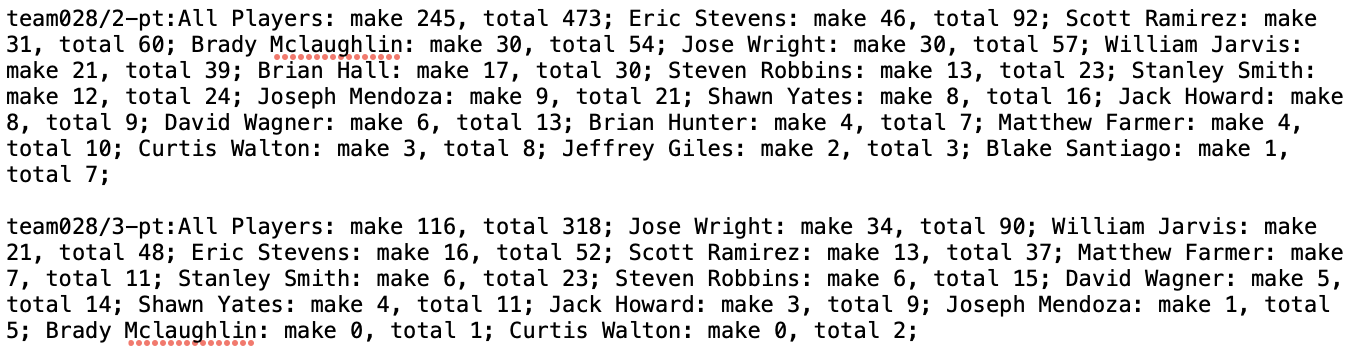 team028/2-pt:All Players: make 245, total 473; Eric Stevens: make 46, total 92; Scott Ramirez: make
31, total 60; Brady Mclaughlin: make 30, total 54; Jose Wright: make 30, total 57; William Jarvis:
make 21, total 39; Brian Hall: make 17, total 30; Steven Robbins: make 13, total 23; Stanley Smith:
make 12, total 24; Joseph Mendoza: make 9, total 21; Shawn Yates: make 8, total 16; Jack Howard: make
8, total 9; David Wagner: make 6, total 13; Brian Hunter: make 4, total 7; Matthew Farmer: make 4,
total 10; Curtis Walton: make 3, total 8; Jeffrey Giles: make 2, total 3; Blake Santiago: make 1,
total 7;
team028/3-pt:All Players: make 116, total 318; Jose Wright: make 34, total 90; William Jarvis: make
21, total 48; Eric Stevens: make 16, total 52; Scott Ramirez: make 13, total 37; Matthew Farmer: make
7, total 11; Stanley Smith: make 6, total 23; Steven Robbins: make 6, total 15; David Wagner: make 5,
total 14; Shawn Yates: make 4, total 11; Jack Howard: make 3, total 9; Joseph Mendoza: make 1, total
5; Brady Mclaughlin: make 0, total 1; Curtis Walton: make 0, total 2;